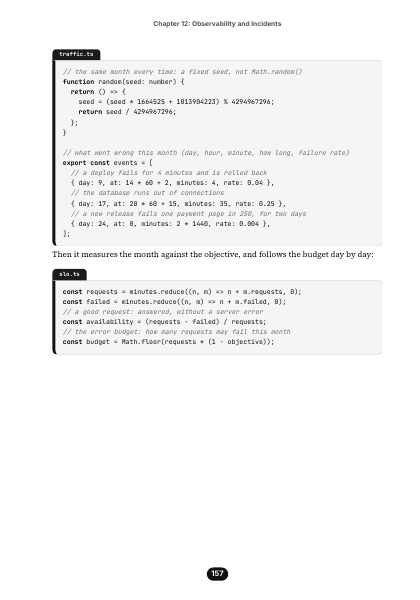 Chapter 12: Observability and Incidents
traffic.ts
// the same month every time: a fixed seed, not Math.random()
function random(seed: number) {
  return () => {
    seed = (seed * 1664525 + 1013904223) % 4294967296;
    return seed / 4294967296;
  };
}
// what went wrong this month (day, hour, minute, how long, failure rate)
export const events = [
  // a deploy fails for 4 minutes and is rolled back
  { day: 9, at: 14 * 60 + 2, minutes: 4, rate: 0.04 },
  // the database runs out of connections
  { day: 17, at: 20 * 60 + 15, minutes: 35, rate: 0.25 },
  // a new release fails one payment page in 250, for two days
  { day: 24, at: 0, minutes: 2 * 1440, rate: 0.004 },
];
Then it measures the month against the objective, and follows the budget day by day:
slo.ts
const requests = minutes.reduce((n, m) => n + m.requests, 0);
const failed = minutes.reduce((n, m) => n + m.failed, 0);
// a good request: answered, without a server error
const availability = (requests - failed) / requests;
// the error budget: how many requests may fail this month
const budget = Math.floor(requests * (1 - objective));
157